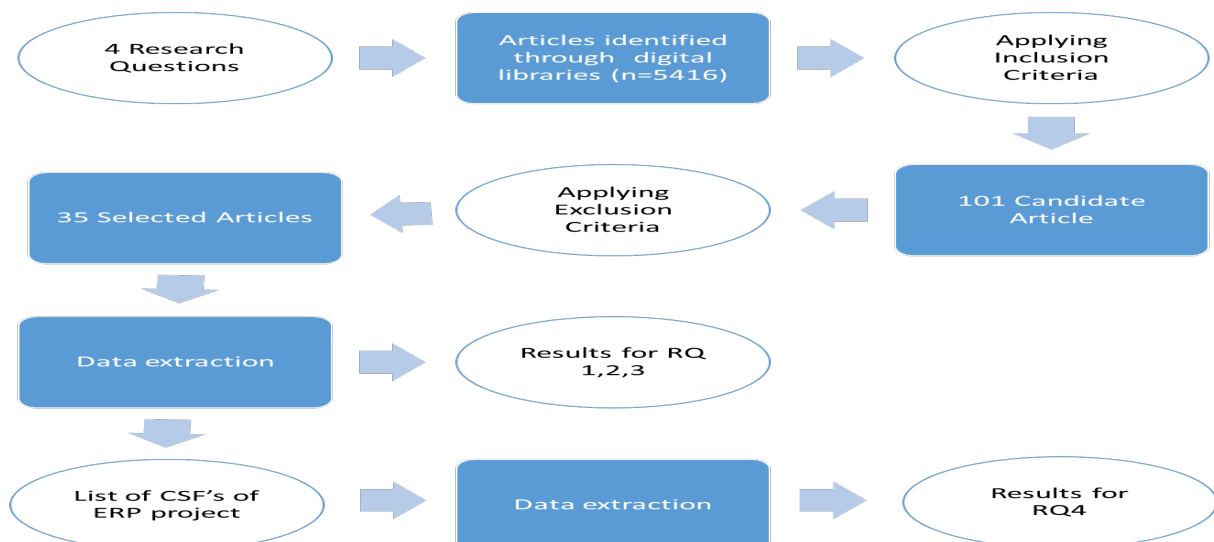 4 Research
Questions
Articles identified
through digital
libraries (n=5416)
Applying
Inclusion
Criteria
101 Candidate
Article
Applying
Exclusion
Criteria
35 Selected Articles
Data extraction
Results for RQ
1,2,3
List of CSF's of
ERP project
Data extraction
Results for
RQ4